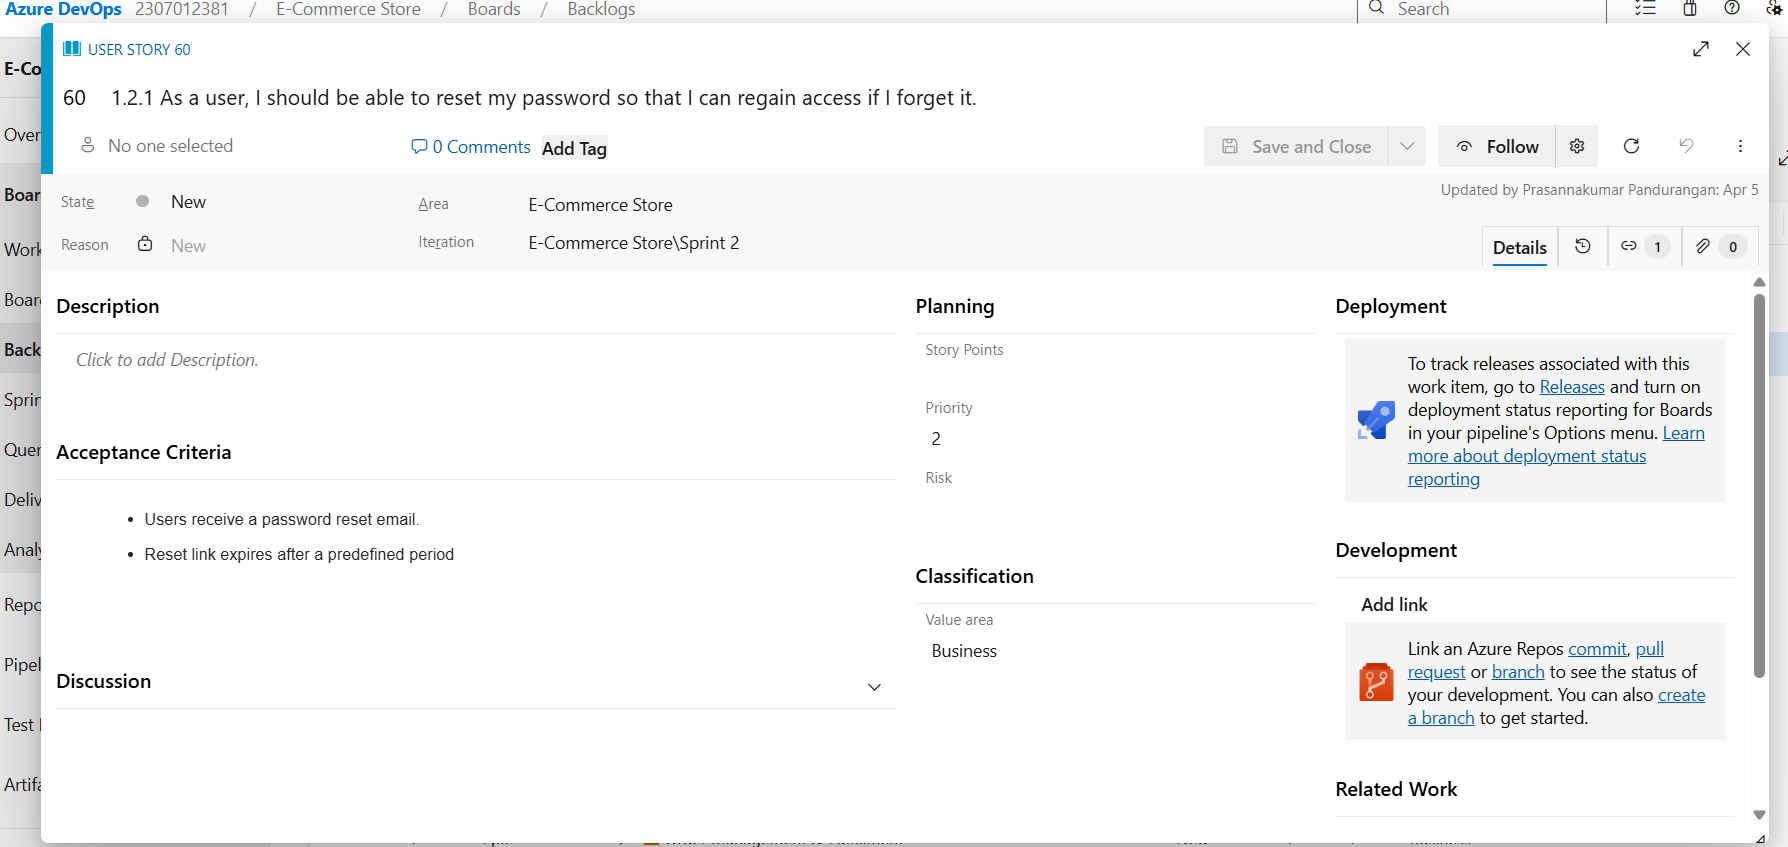 Azure DevOps 2307012381 / E-Commerce Store / Boards / Backlogs
Search
USER STORY 60
E-Co
60 1.2.1 As a user, I should be able to reset my password so that I can regain access if I forget it.
Over
No one selected
0 Comments
Add Tag
Save and Close
Follow
Boar
State
New
Area
E-Commerce Store
Updated by Prasannakumar Pandurangan: Apr 5
Work
Reason
New
Iteration
E-Commerce Store\Sprint 2
Details
1
0
Boar
Back
Sprin
Quer
Deliv
Analy
Repo
Pipel
Test
Artifa
Description
Click to add Description.
Acceptance Criteria
• Users receive a password reset email.
• Reset link expires after a predefined period
Discussion
Planning
Story Points
Priority
2
Risk
Classification
Value area
Business
Deployment
To track releases associated with this
work item, go to Releases and turn on
deployment status reporting for Boards
in your pipeline's Options menu. Learn
more about deployment status
reporting
Development
Add link
Link an Azure Repos commit, pull
request or branch to see the status of
your development. You can also create
a branch to get started.
Related Work